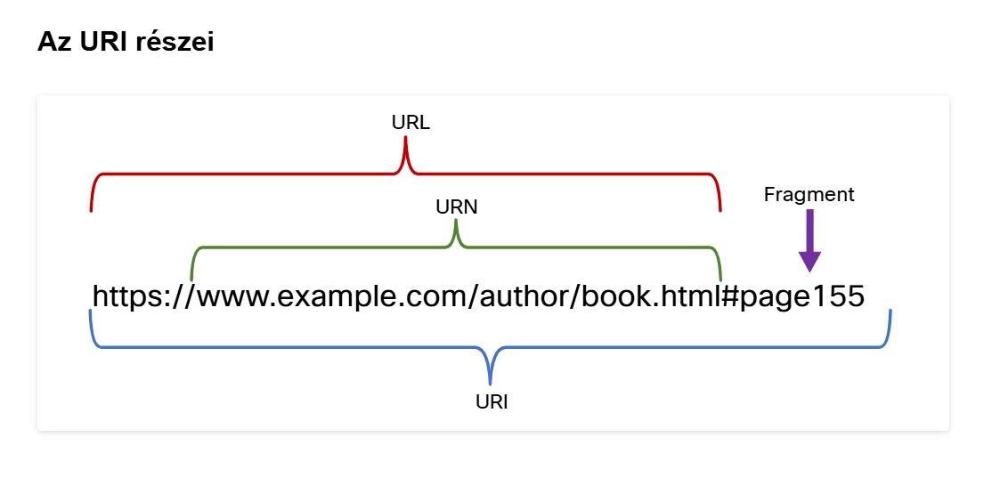 Az URI részei
URL
URN
Fragment
https://www.example.com/author/book.html#page155
URI